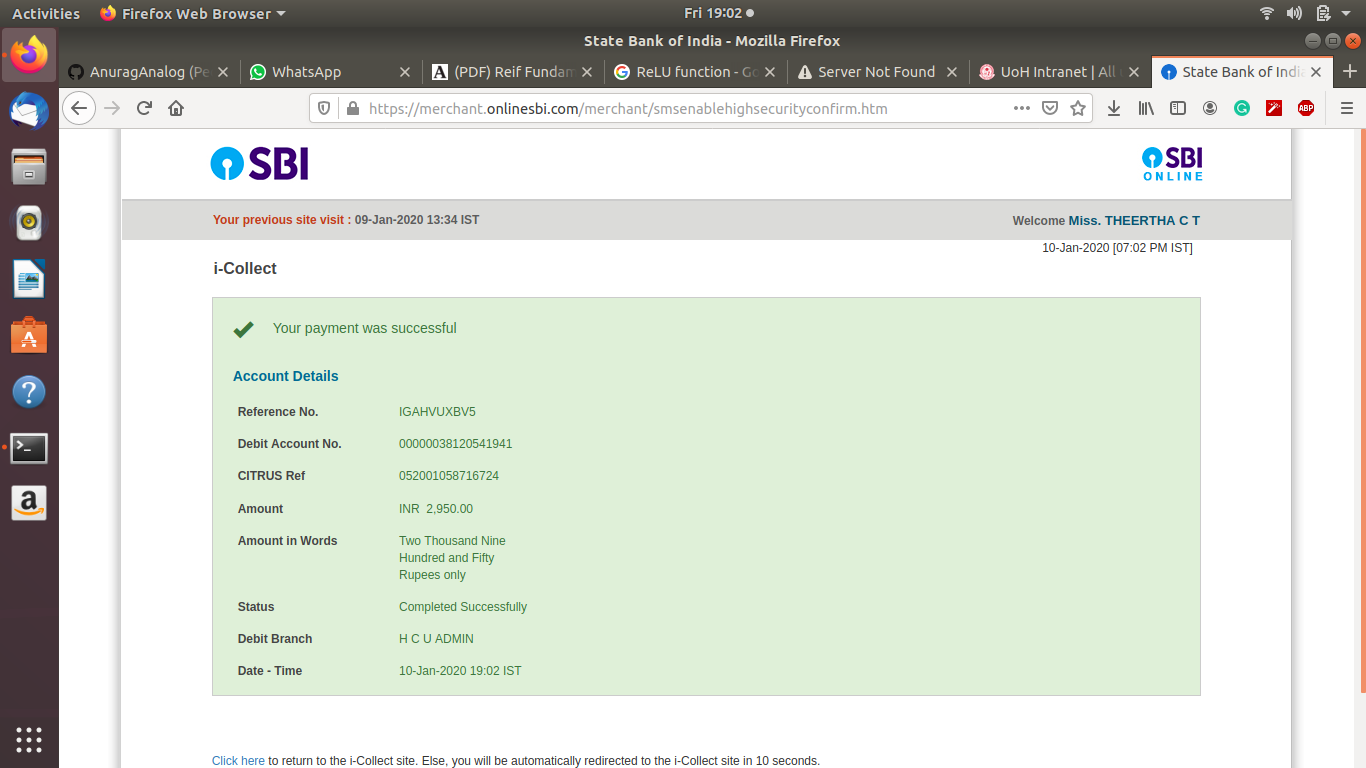 Activities Firefox Web Browser Fri 19:02
State Bank of India - Mozilla Firefox
AnuragAnalog (Pe WhatsApp (PDF) Reif Fundam ReLU function - Go Server Not Found UoH Intranet | All State Bank of India
https://merchant.onlinesbi.com/merchant/smsenablehighsecurityconfirm.htm
ABP
SBI SBI
ONLINE
Your previous site visit : 09-Jan-2020 13:34 IST Welcome Miss. THEERTHA C T
10-Jan-2020 [07:02 PM IST]
i-Collect
Your payment was successful
Account Details
Reference No. IGAHVUXBV5
Debit Account No. 00000038120541941
CITRUS Ref 052001058716724
Amount INR 2,950.00
Amount in Words Two Thousand Nine
Hundred and Fifty
Rupees only
Status Completed Successfully
Debit Branch H C U ADMIN
Date - Time 10-Jan-2020 19:02 IST
Click here to return to the i-Collect site. Else, you will be automatically redirected to the i-Collect site in 10 seconds.